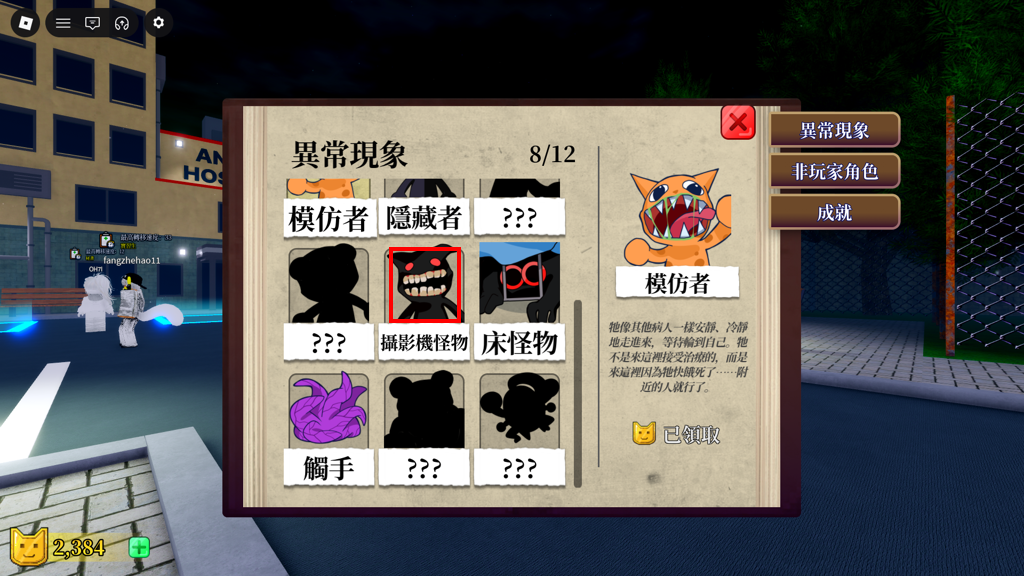 AN
HOS
異常現象
8/12
模仿者
隱藏者
???
???
攝影機怪物
床怪物
觸手
???
???
模仿者
牠像其他病人一樣安靜、冷靜
地走進來，等待輪到自己。牠
不是來這裡接受治療的，而是
來這裡因為牠快餓死了⋯⋯附
近的人就行了。
已領取
異常現象
非玩家角色
成就
fangzhehao11
OH71
2,384